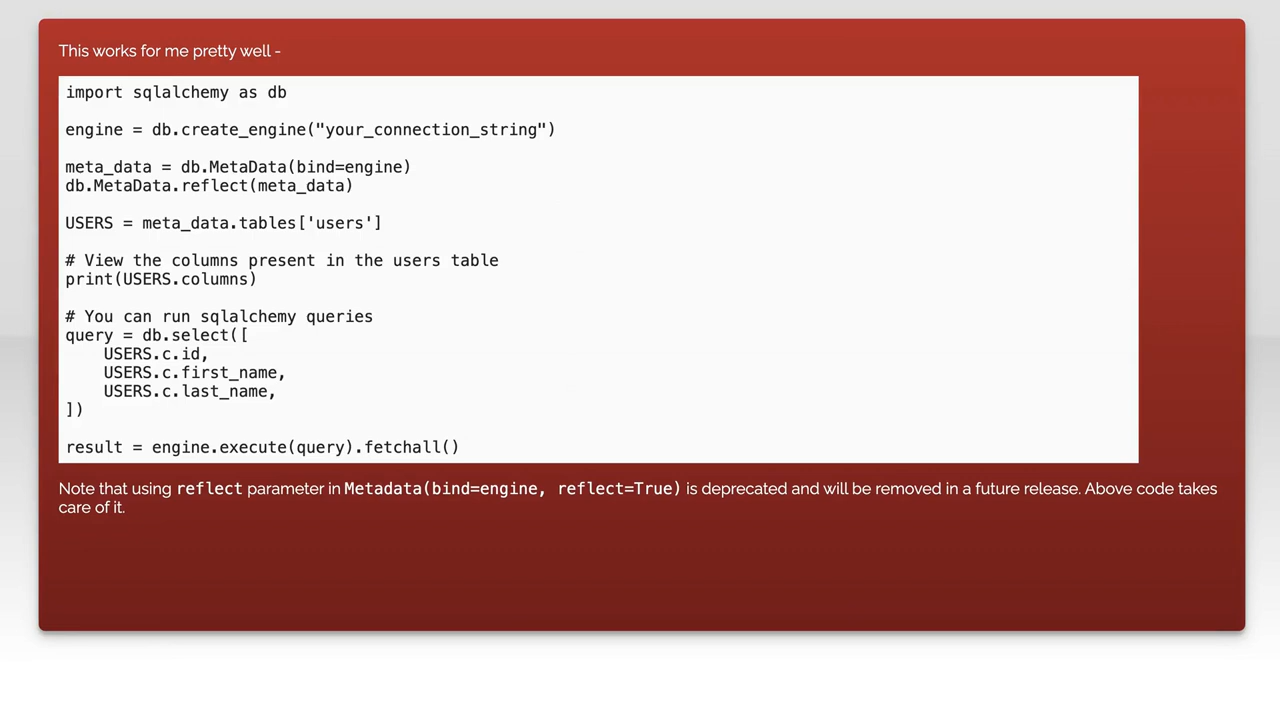 This works for me pretty well -
import sqlalchemy as db
engine = db.create_engine("your_connection_string")
meta_data = db.MetaData(bind=engine)
db.MetaData.reflect(meta_data)
USERS = meta_data.tables['users']
# View the columns present in the users table
print(USERS.columns)
# You can run sqlalchemy queries
query = db.select([
    USERS.c.id,
    USERS.c.first_name,
    USERS.c.last_name,
])
result = engine.execute(query).fetchall()
Note that using reflect parameter in Metadata(bind=engine, reflect=True) is deprecated and will be removed in a future release. Above code takes
care of it.